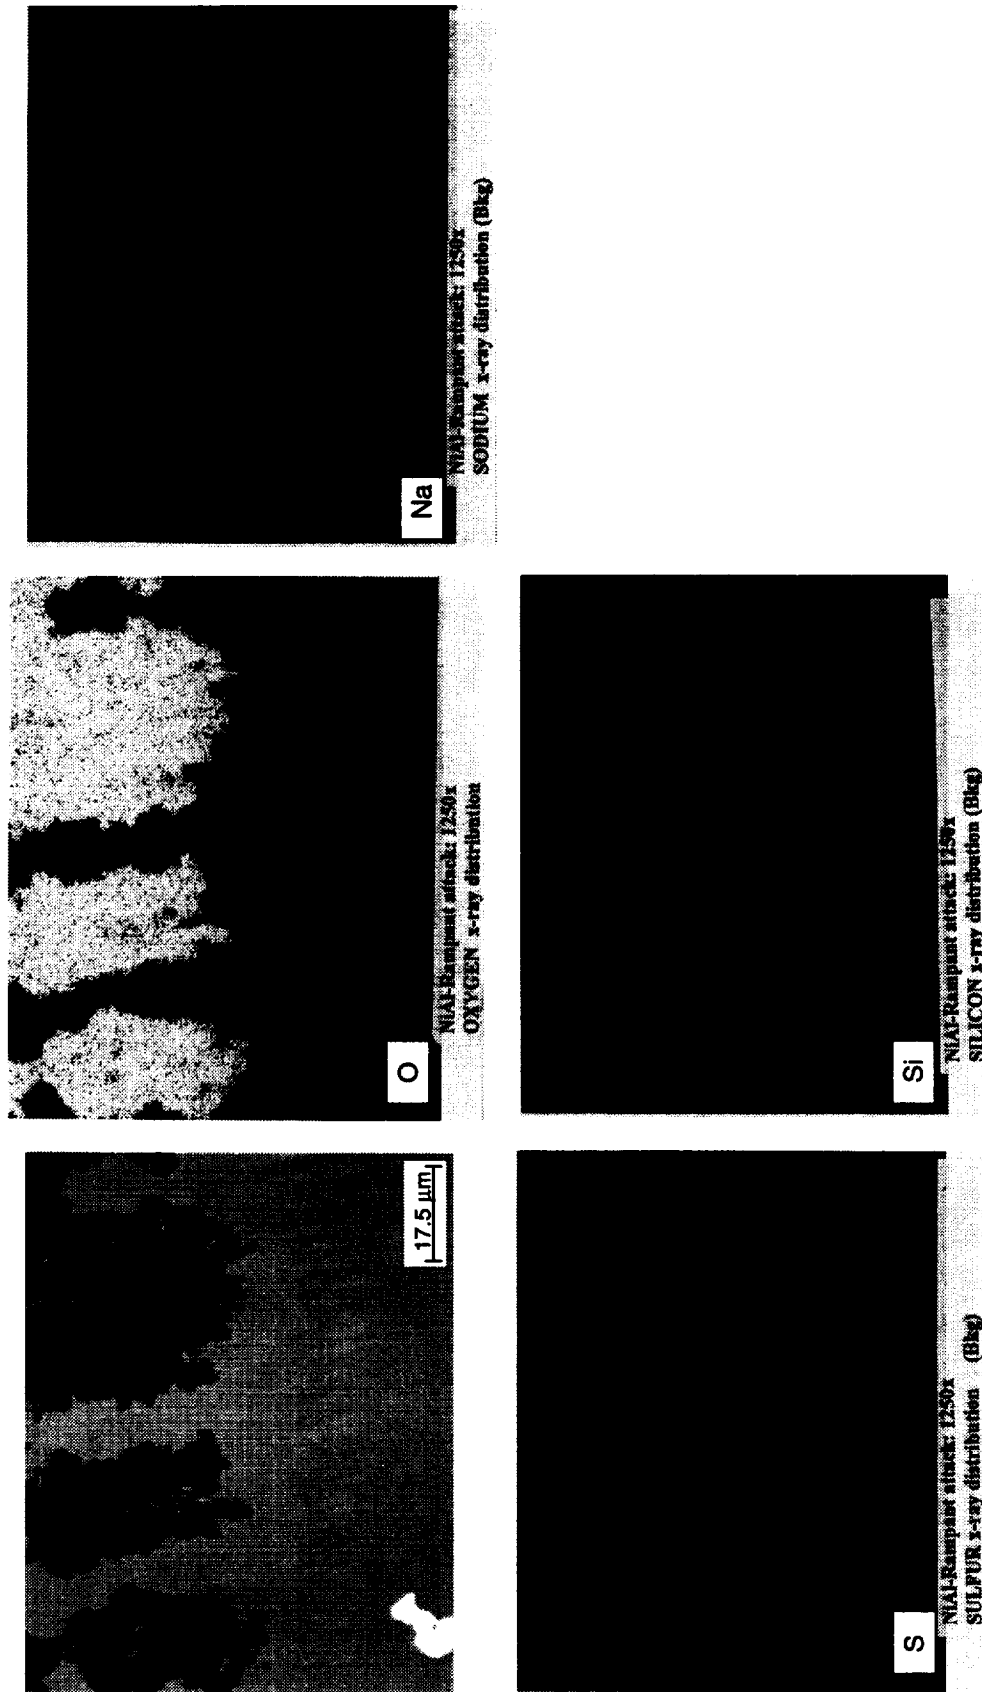 17.5 µm
O
NiAl-Rampant attack: 1250x
OXYGEN x-ray distribution
Na
NiAl-Rampant attack: 1250x
SODIUM x-ray distribution (Bkg)
S
NiAl-Rampant attack: 1250x
SULFUR x-ray distribution (Bkg)
Si
NiAl-Rampant attack: 1250x
SILICON x-ray distribution (Bkg)